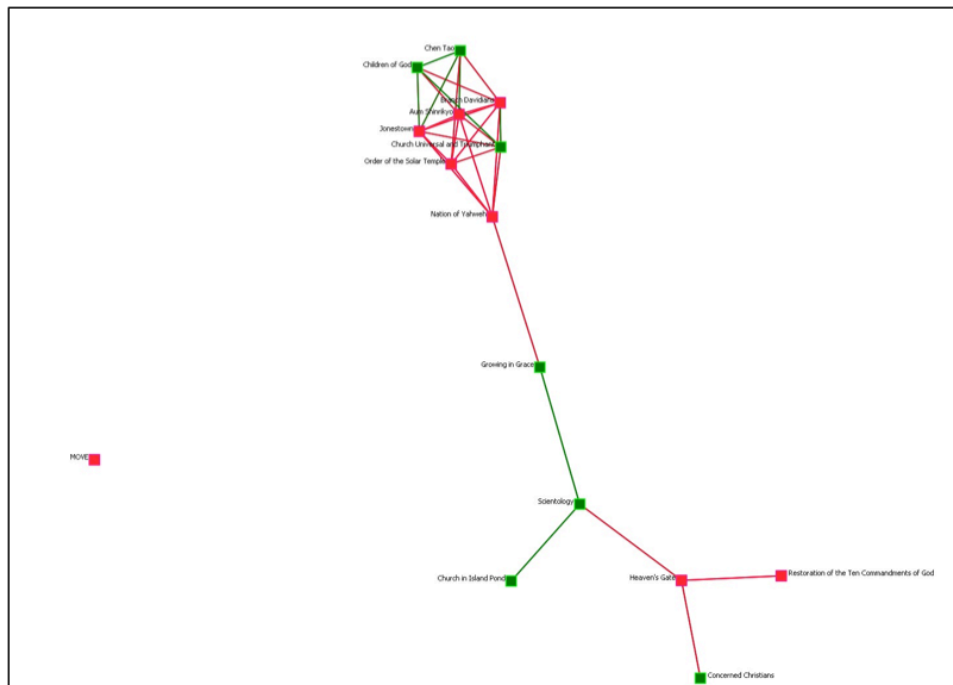 Chen Tao
Children of God
Branch Davidians
Aum Shinrikyo
Jonestown
Church Universal and Triumphant
Order of the Solar Temple
Nation of Yahweh
Growing in Grace
MOVE
Scientology
Church in Island Pond
Heaven's Gate
Restoration of the Ten Commandments of God
Concerned Christians